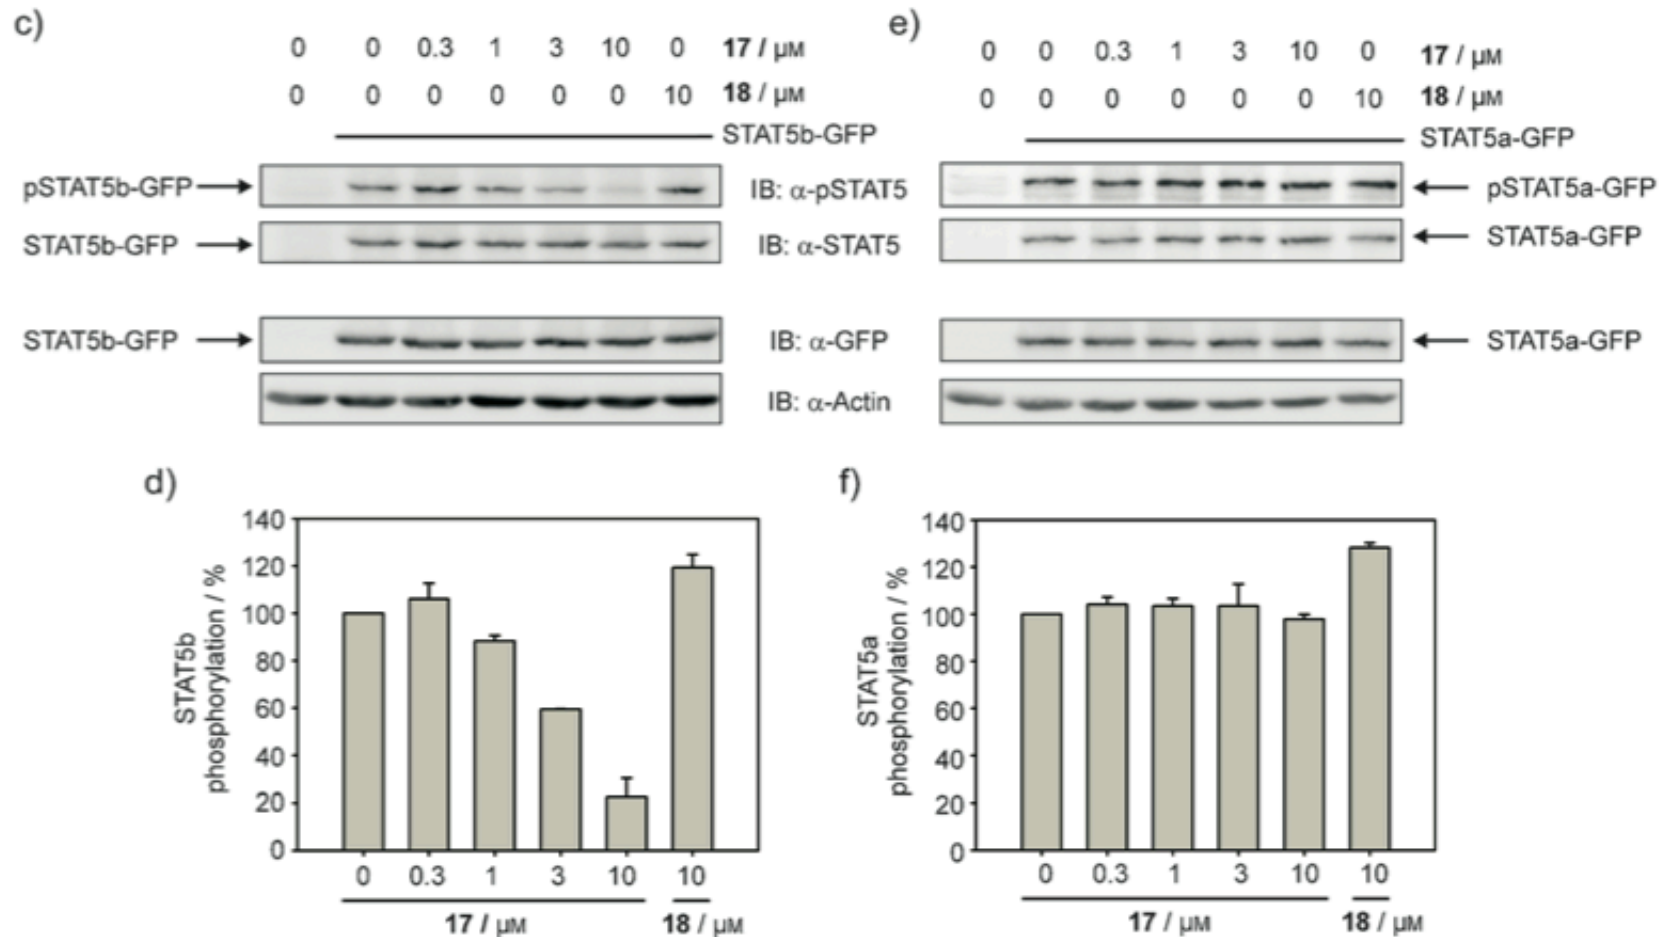 c)
0 0 0.3 1 3 10 0 17 / µM
0 0 0 0 0 0 10 18 / µM
STAT5b-GFP
pSTAT5b-GFP IB: α-pSTAT5
STAT5b-GFP IB: α-STAT5
STAT5b-GFP IB: α-GFP
IB: α-Actin
e)
0 0 0.3 1 3 10 0 17 / µM
0 0 0 0 0 0 10 18 / µM
STAT5a-GFP
pSTAT5a-GFP
STAT5a-GFP
STAT5a-GFP
d)
STAT5b
phosphorylation / %
140
120
100
80
60
40
20
0
0 0.3 1 3 10 10
17 / µM 18 / µM
f)
STAT5a
phosphorylation / %
140
120
100
80
60
40
20
0
0 0.3 1 3 10 10
17 / µM 18 / µM